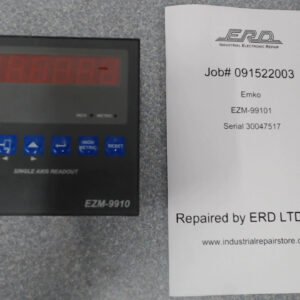 INCH
METRIC
INCH/
METRIC
RESET
SINGLE AXIS READOUT
EZM-9910
ERD
INDUSTRIAL ELECTRONIC REPAIR
Job# 091522003
Emko
EZM-99101
Serial 30047517
Repaired by ERD LTD
www.industrialrepairstore.c